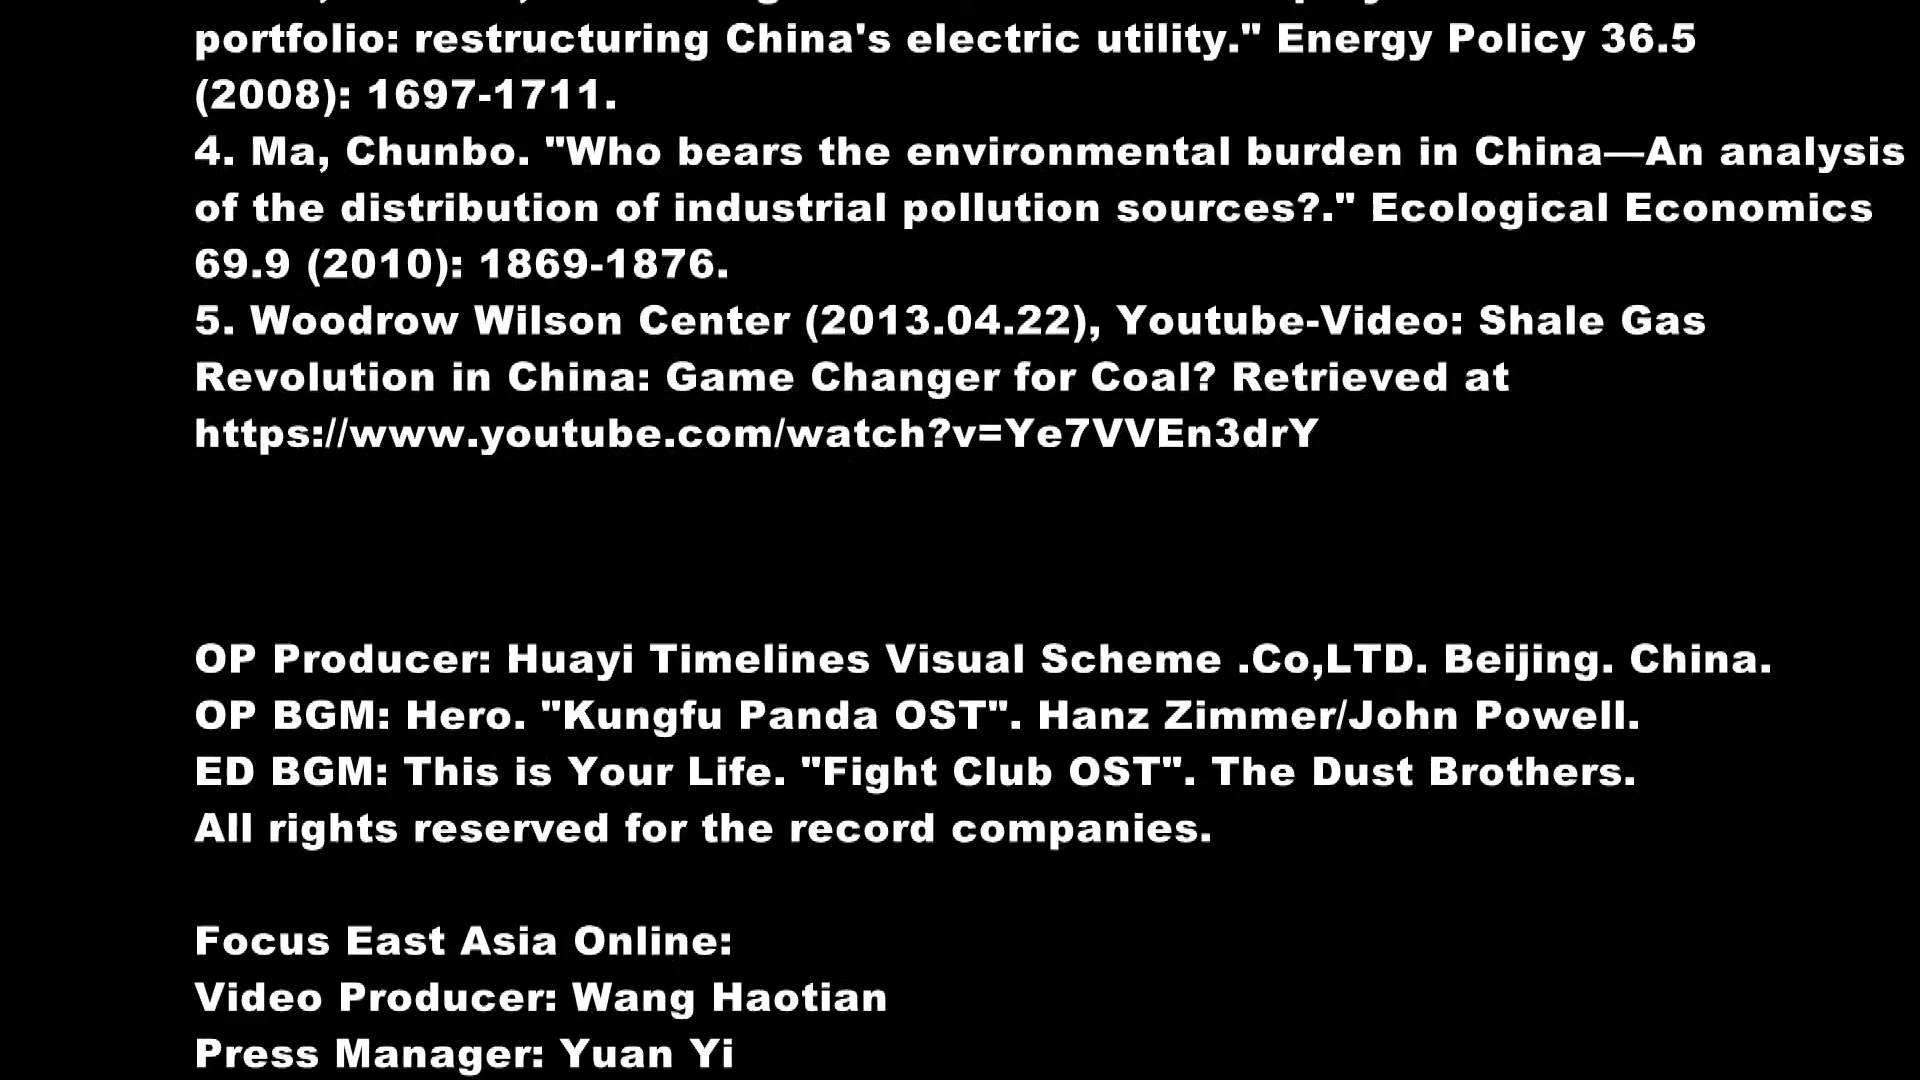 portfolio: restructuring China's electric utility." Energy Policy 36.5
(2008): 1697-1711.
4. Ma, Chunbo. "Who bears the environmental burden in China—An analysis
of the distribution of industrial pollution sources?." Ecological Economics
69.9 (2010): 1869-1876.
5. Woodrow Wilson Center (2013.04.22), Youtube-Video: Shale Gas
Revolution in China: Game Changer for Coal? Retrieved at
https://www.youtube.com/watch?v=Ye7VVEn3drY
OP Producer: Huayi Timelines Visual Scheme .Co,LTD. Beijing. China.
OP BGM: Hero. "Kungfu Panda OST". Hanz Zimmer/John Powell.
ED BGM: This is Your Life. "Fight Club OST". The Dust Brothers.
All rights reserved for the record companies.
Focus East Asia Online:
Video Producer: Wang Haotian
Press Manager: Yuan Yi